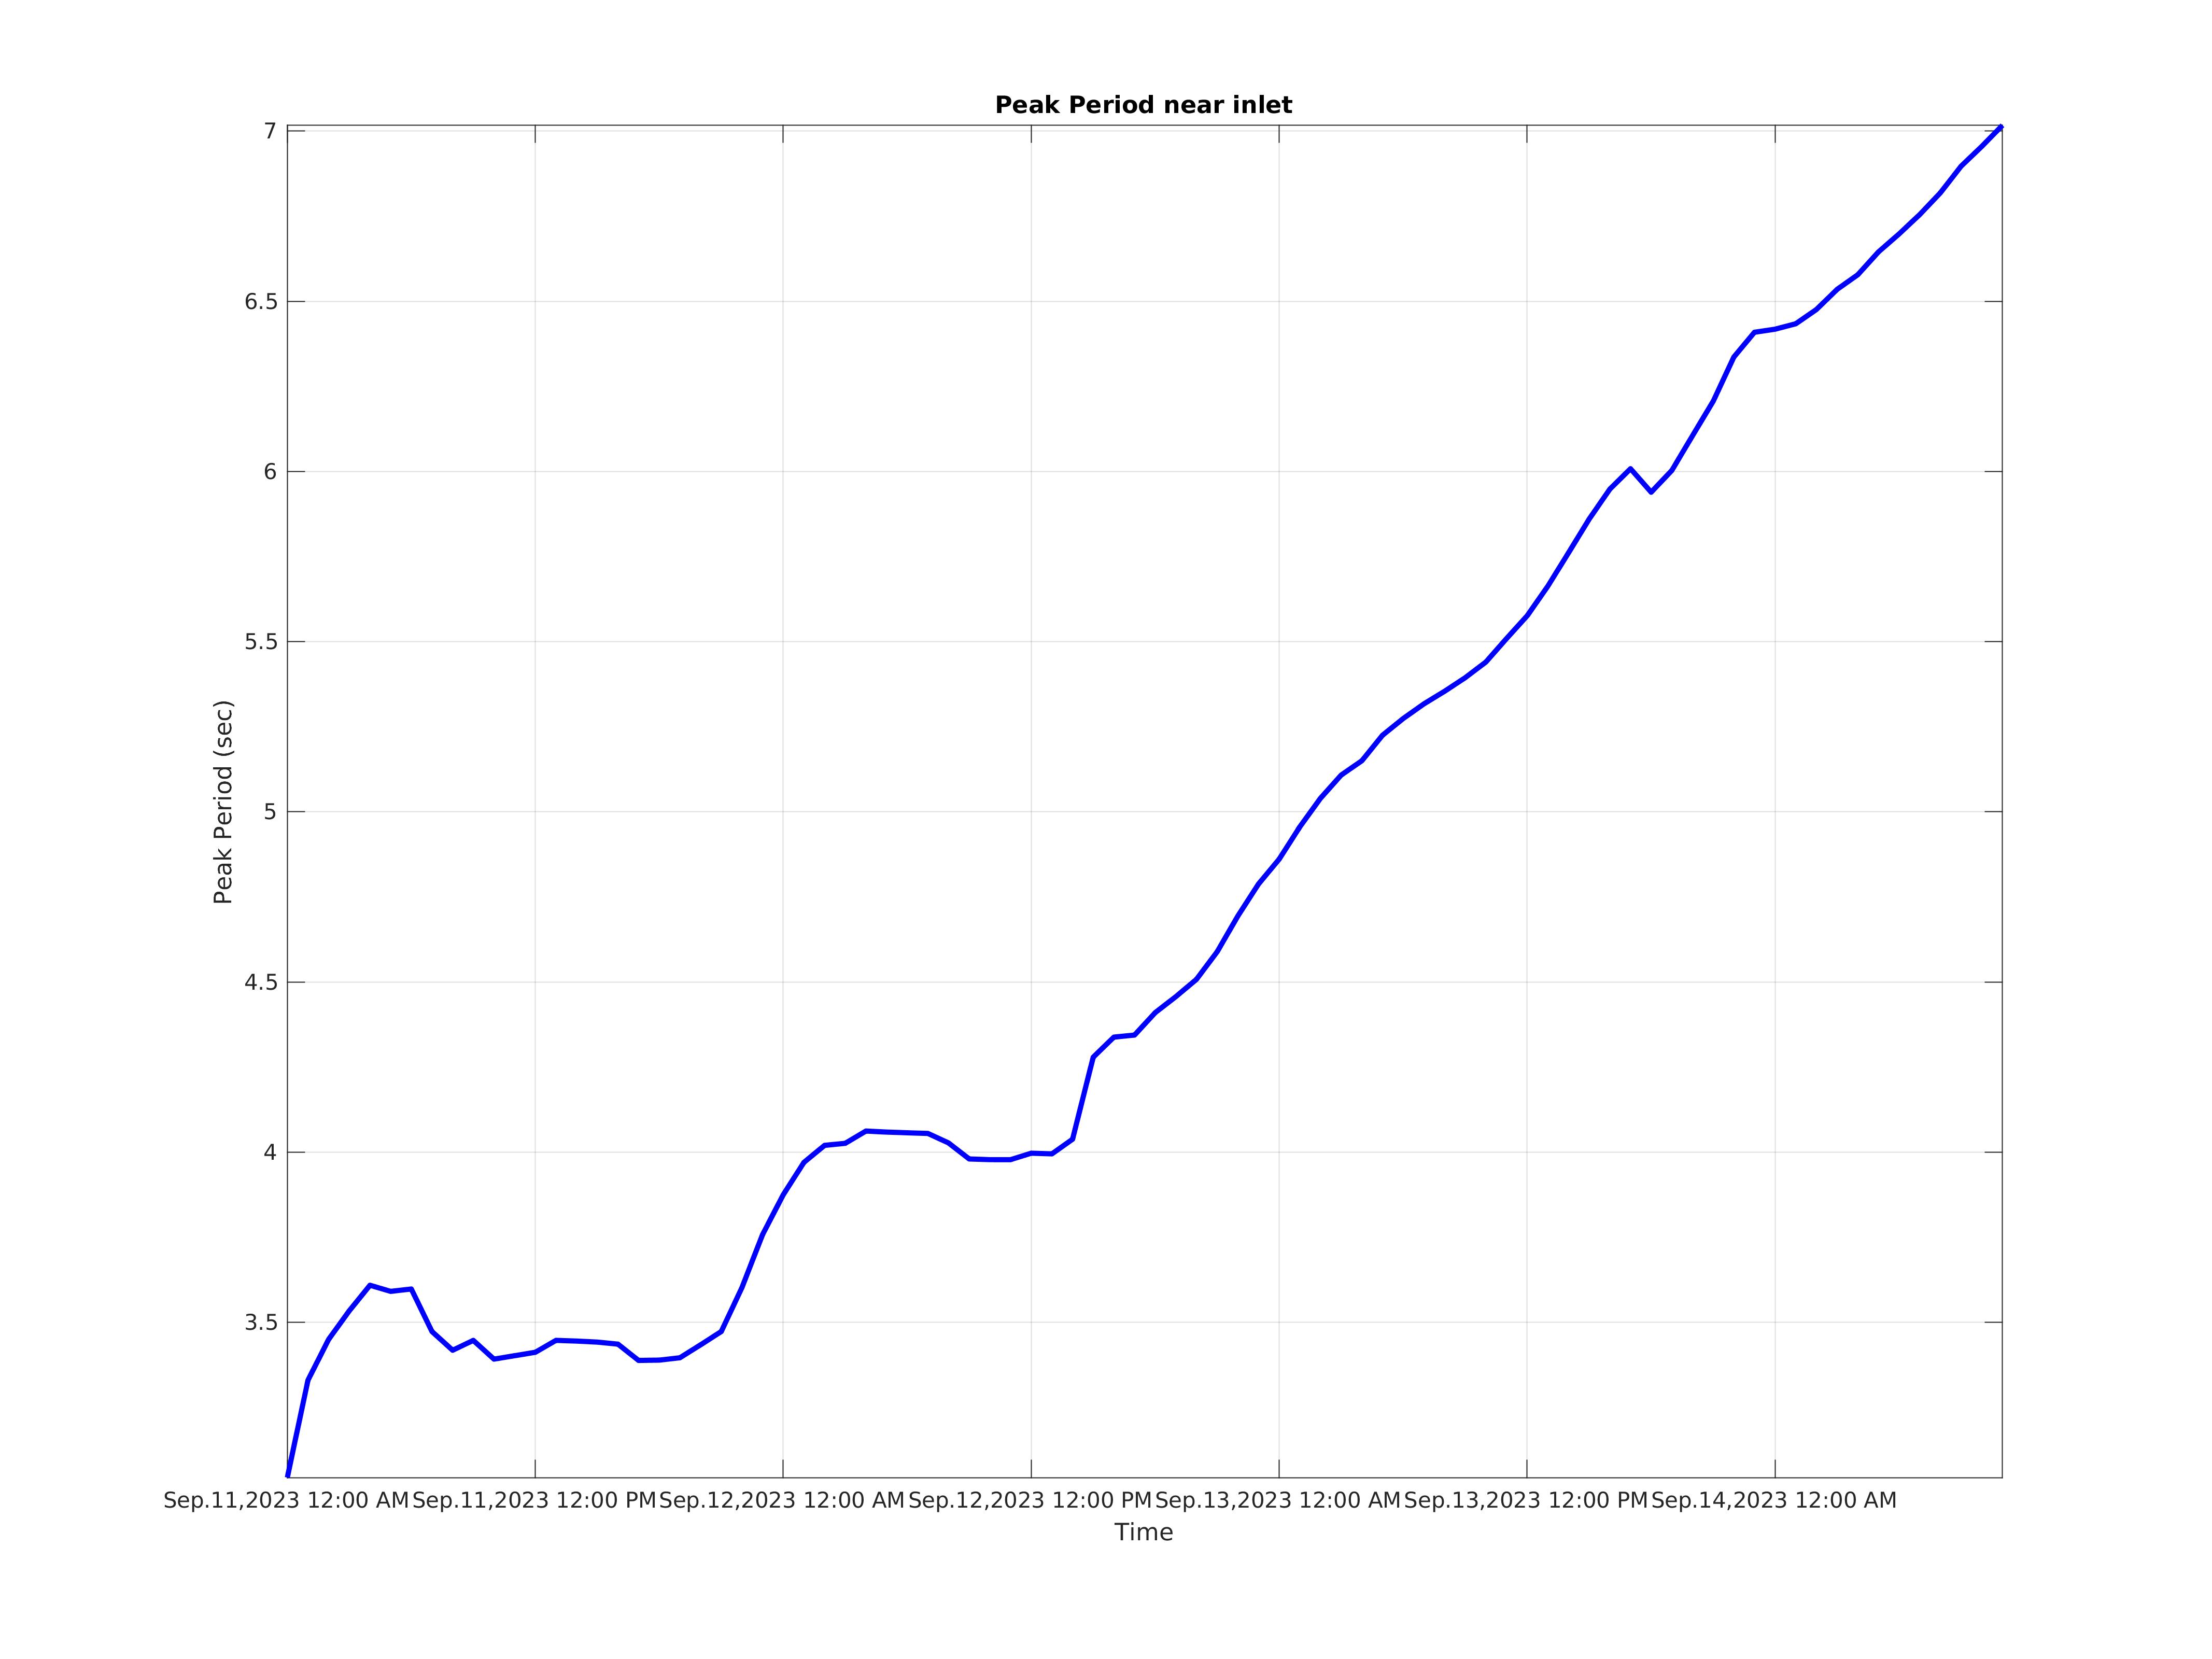 Peak Period near inlet
7
6.5
6
5.5
5
4.5
4
3.5
Peak Period (sec)
Sep.11,2023 12:00 AM Sep.11,2023 12:00 PM Sep.12,2023 12:00 AM Sep.12,2023 12:00 PM Sep.13,2023 12:00 AM Sep.13,2023 12:00 PM Sep.14,2023 12:00 AM
Time